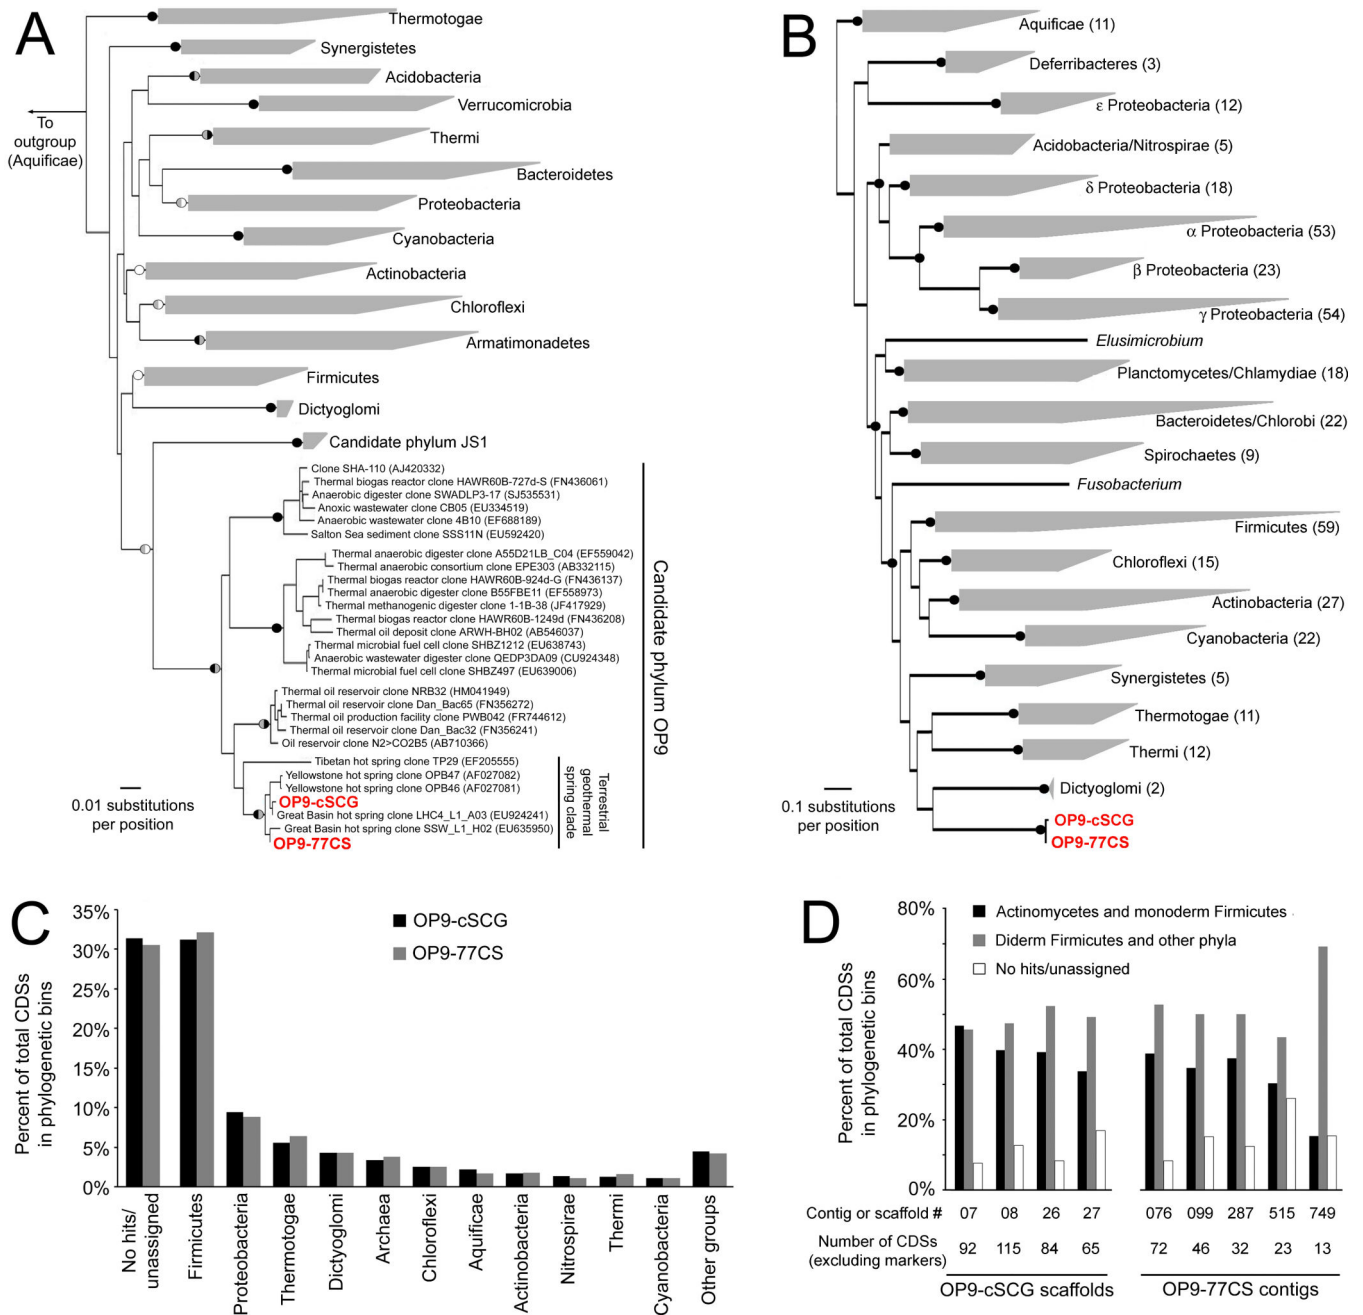 A
Thermotogae
Synergistetes
Acidobacteria
Verrucomicrobia
To
outgroup
(Aquificae)
Thermi
Bacteroidetes
Proteobacteria
Cyanobacteria
Actinobacteria
Chloroflexi
Armatimonadetes
Firmicutes
Dictyoglomi
Candidate phylum JS1
Clone SHA-110 (AJ420332)
Thermal biogas reactor clone HAWR60B-727d-S (FN436061)
Anaerobic digester clone SWADLP3-17 (SJ535531)
Anoxic wastewater clone CB05 (EU334519)
Anaerobic wastewater clone 4B10 (EF688189)
Salton Sea sediment clone SSS11N (EU592420)
Thermal anaerobic digester clone A55D21LB_C04 (EF559042)
Thermal anaerobic consortium clone EPE303 (AB332115)
Thermal biogas reactor clone HAWR60B-924d-G (FN436137)
Thermal anaerobic digester clone B55FBE11 (EF558973)
Thermal methanogenic digester clone 1-1B-38 (JF417929)
Thermal biogas reactor clone HAWR60B-1249d (FN436208)
Thermal oil deposit clone ARWH-BH02 (AB546037)
Thermal microbial fuel cell clone SHBZ1212 (EU638743)
Anaerobic wastewater digester clone QEDP3DA09 (CU924348)
Thermal microbial fuel cell clone SHBZ497 (EU639006)
Thermal oil reservoir clone NRB32 (HM041949)
Thermal oil reservoir clone Dan_Bac65 (FN356272)
Thermal oil production facility clone PWB042 (FR744612)
Thermal oil reservoir clone Dan_Bac32 (FN356241)
Oil reservoir clone N2>CO2B5 (AB710366)
Tibetan hot spring clone TP29 (EF205555)
Yellowstone hot spring clone OPB47 (AF027082)
Yellowstone hot spring clone OPB46 (AF027081)
OP9-cSCG
Great Basin hot spring clone LHC4_L1_A03 (EU924241)
Great Basin hot spring clone SSW_L1_H02 (EU635950)
OP9-77CS
Terrestrial
geothermal
spring clade
Candidate phylum OP9
0.01 substitutions
per position
B
Aquificae (11)
Deferribacteres (3)
ε Proteobacteria (12)
Acidobacteria/Nitrospirae (5)
δ Proteobacteria (18)
α Proteobacteria (53)
β Proteobacteria (23)
γ Proteobacteria (54)
Elusimicrobium
Planctomycetes/Chlamydiae (18)
Bacteroidetes/Chlorobi (22)
Spirochaetes (9)
Fusobacterium
Firmicutes (59)
Chloroflexi (15)
Actinobacteria (27)
Cyanobacteria (22)
Synergistetes (5)
Thermotogae (11)
Thermi (12)
Dictyoglomi (2)
OP9-cSCG
OP9-77CS
0.1 substitutions
per position
C
Percent of total CDSs
in phylogenetic bins
35%
30%
25%
20%
15%
10%
5%
0%
OP9-cSCG
OP9-77CS
No hits/
unassigned
Firmicutes
Proteobacteria
Thermotogae
Dictyoglomi
Archaea
Chloroflexi
Aquificae
Actinobacteria
Nitrospirae
Thermi
Cyanobacteria
Other groups
D
Percent of total CDSs
in phylogenetic bins
80%
60%
40%
20%
0%
Actinomycetes and monoderm Firmicutes
Diderm Firmicutes and other phyla
No hits/unassigned
Contig or scaffold # 07 08 26 27 076 099 287 515 749
Number of CDSs
(excluding markers) 92 115 84 65 72 46 32 23 13
OP9-cSCG scaffolds OP9-77CS contigs